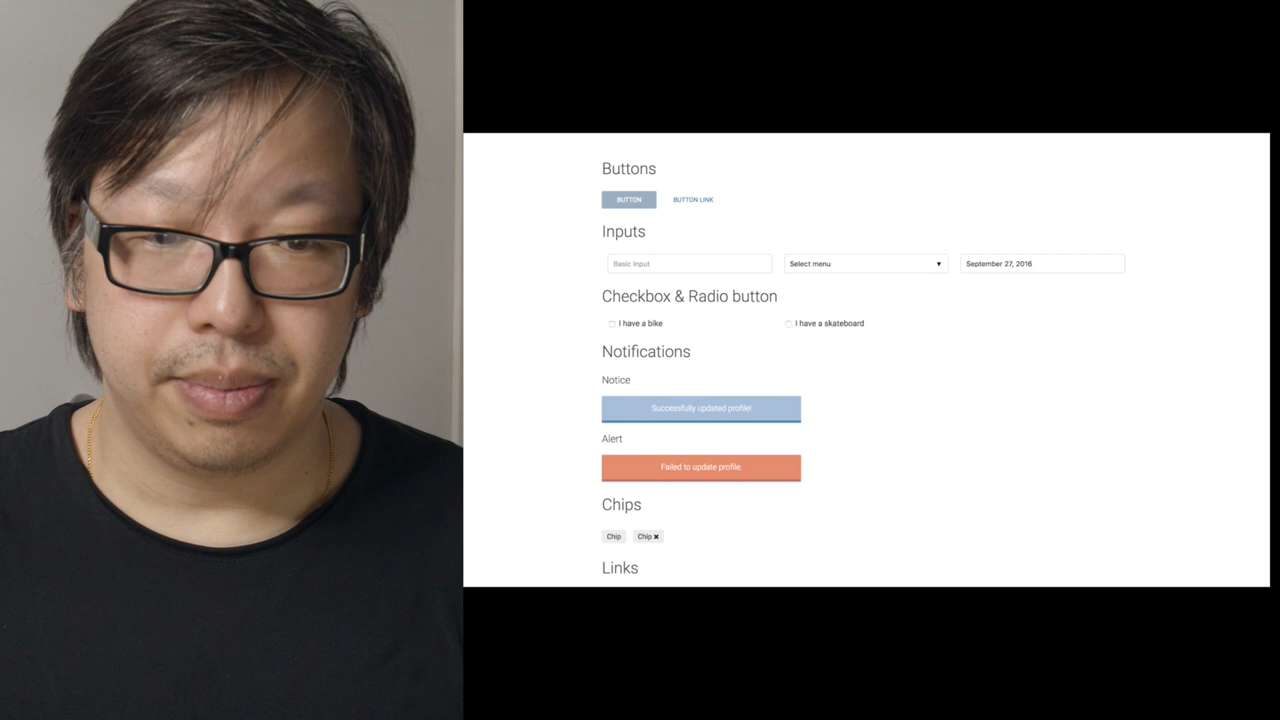 Buttons
BUTTON BUTTON LINK
Inputs
Basic Input Select menu September 27, 2016
Checkbox & Radio button
I have a bike I have a skateboard
Notifications
Notice
Successfully updated profile!
Alert
Failed to update profile.
Chips
Chip Chip ✖
Links